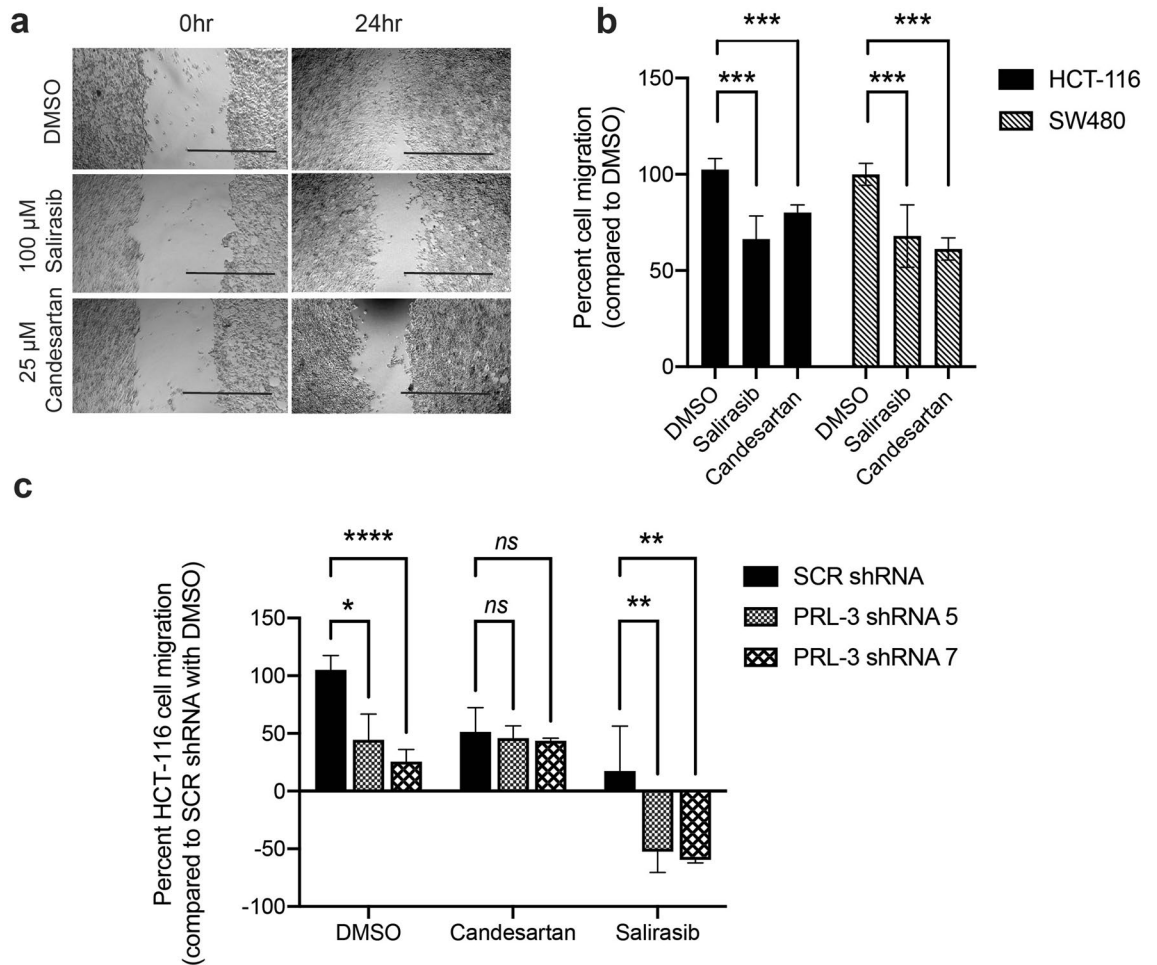 a
0hr
24hr
DMSO
100 µM
Salirasib
25 µM
Candesartan
b
***
***
***
***
150
100
50
0
Percent cell migration
(compared to DMSO)
DMSO
Salirasib
Candesartan
DMSO
Salirasib
Candesartan
HCT-116
SW480
c
****
*
ns
ns
**
**
150
100
50
0
-50
-100
Percent HCT-116 cell migration
(compared to SCR shRNA with DMSO)
DMSO
Candesartan
Salirasib
SCR shRNA
PRL-3 shRNA 5
PRL-3 shRNA 7